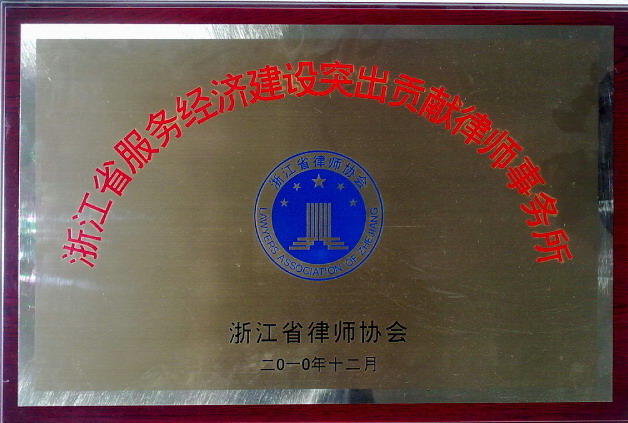 浙江省服务经济建设突出贡献律师事务所
浙江省律师协会
LAWYERS ASSOCIATION OF ZHEJIANG
浙江省律师协会
二0一0年十二月